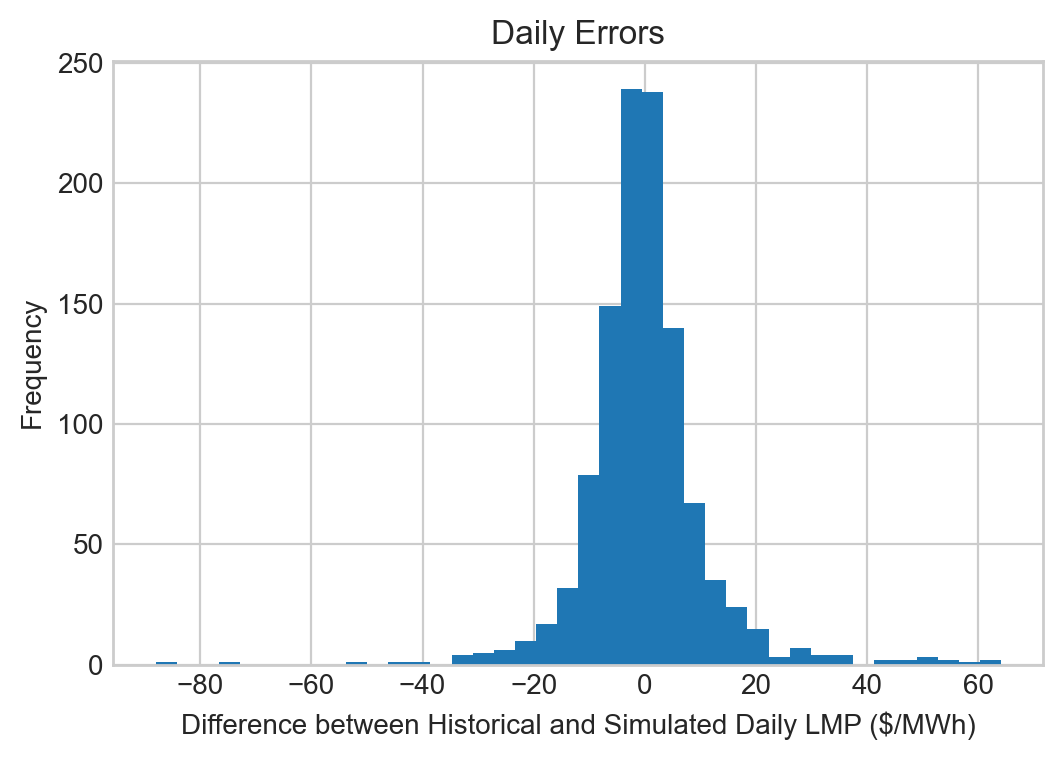 Daily Errors
250
200
150
100
50
0
Frequency
−80 −60 −40 −20 0 20 40 60
Difference between Historical and Simulated Daily LMP ($/MWh)